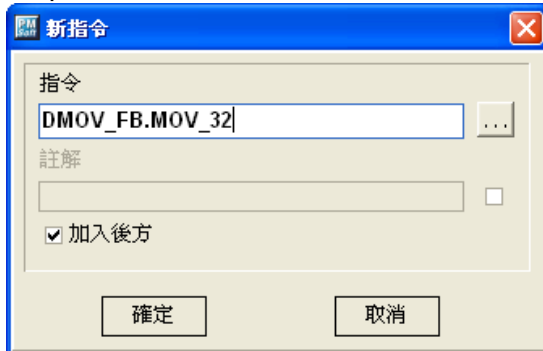 PM
Soft
新指令
指令
DMOV_FB.MOV_32
...
註解
加入後方
確定
取消